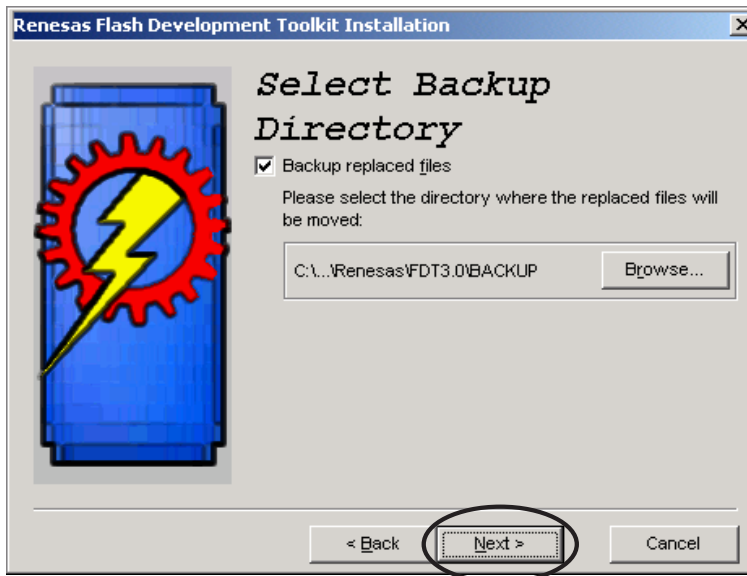 Renesas Flash Development Toolkit Installation
Select Backup
Directory
Backup replaced files
Please select the directory where the replaced files will
be moved:
C:\...\Renesas\FDT3.0\BACKUP
Browse...
< Back
Next >
Cancel